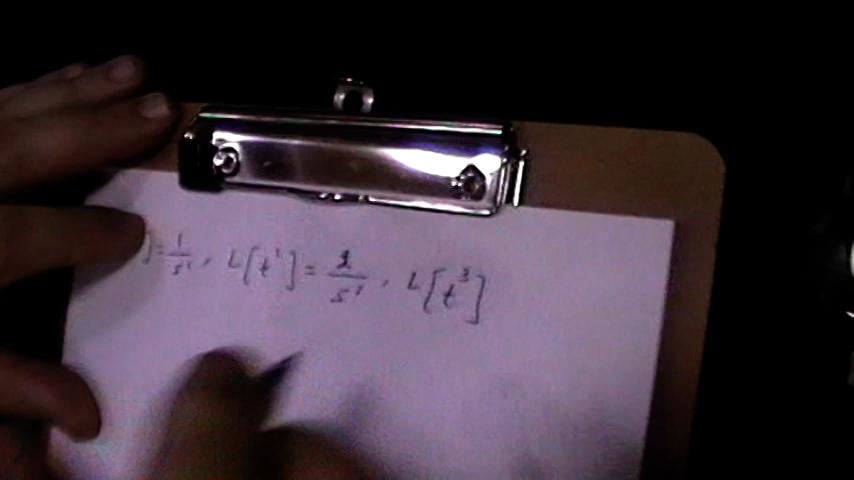 ] = 1/s², L[t²] = 2/s³, L[t³]